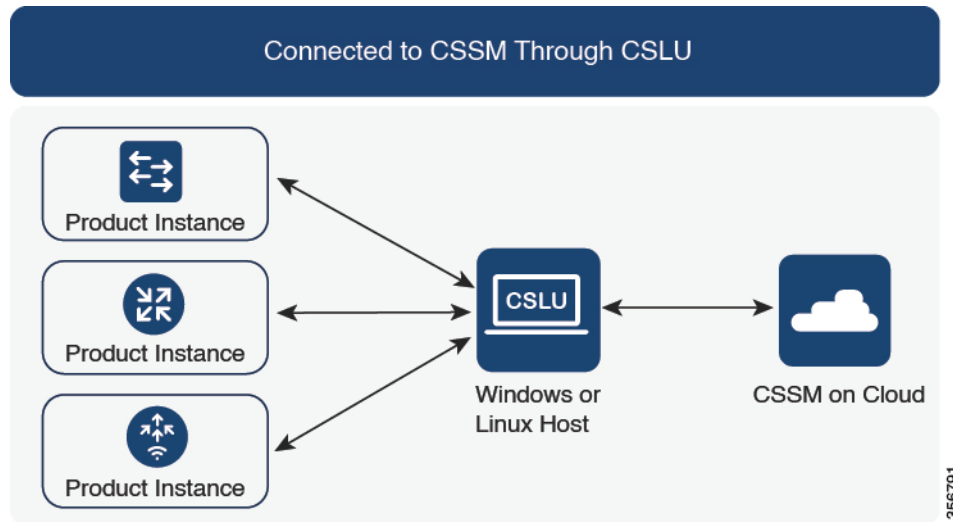 Connected to CSSM Through CSLU
Product Instance
Product Instance
Product Instance
CSLU
Windows or
Linux Host
CSSM on Cloud
356791